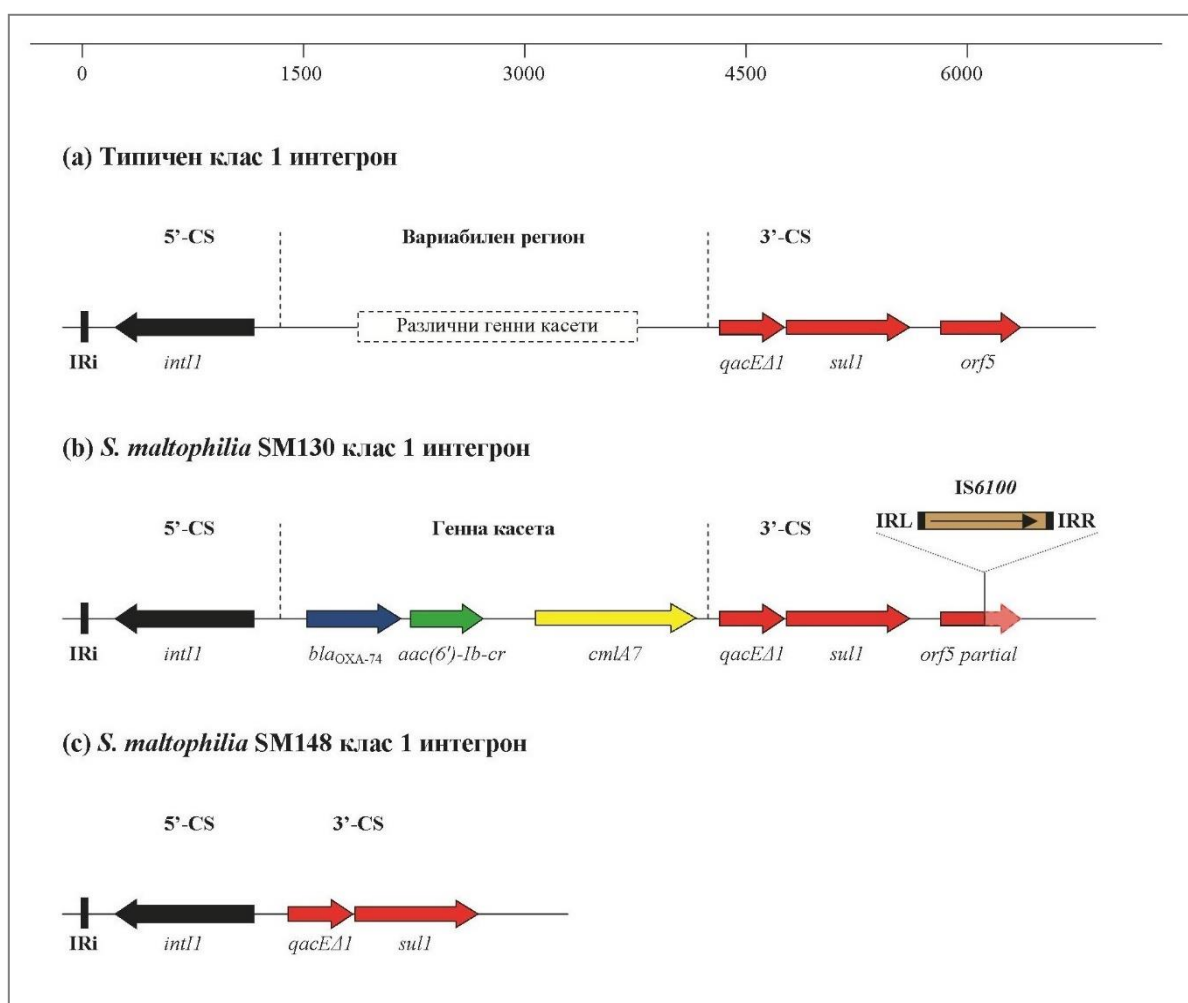 0 1500 3000 4500 6000
(a) Типичен клас 1 интегрон
5’-CS Вариабилен регион 3’-CS
Различни генни касети
IRi intI1 qacEΔ1 sul1 orf5
(b) S. maltophilia SM130 клас 1 интегрон
IS6100
IRL IRR
5’-CS Генна касета 3’-CS
IRi intI1 blaOXA-74 aac(6')-Ib-cr cmlA7 qacEΔ1 sul1 orf5 partial
(c) S. maltophilia SM148 клас 1 интегрон
5’-CS 3’-CS
IRi intI1 qacEΔ1 sul1